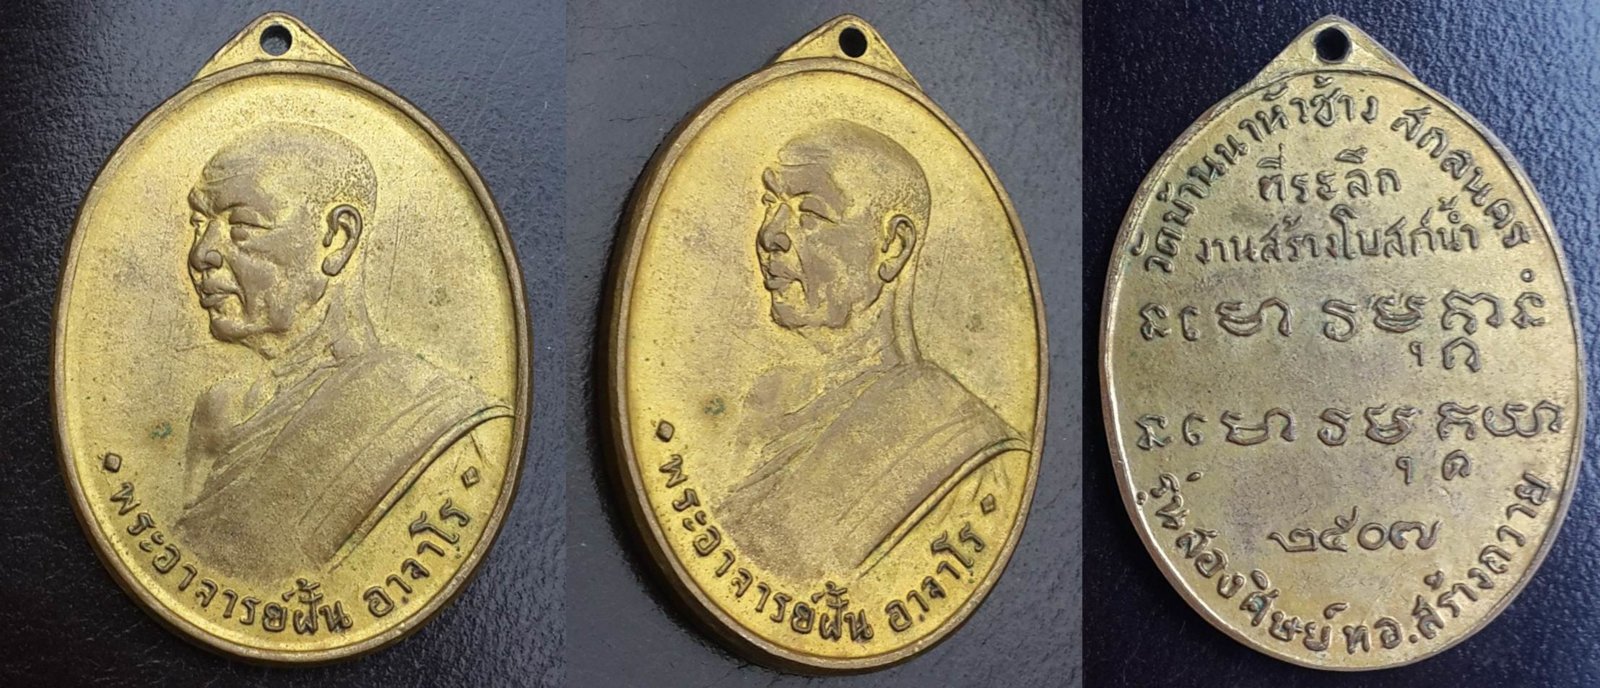 พระอาจารย์ฝั้น อาจาโร
พระอาจารย์ฝั้น อาจาโร
วัดบ้านนาหัวช้าง สกลนคร
ที่ระลึก
งานสร้างโบสถ์น้ำ
๒๕๐๗
รุ่นสองศิษย์ ทอ.สร้างถวาย